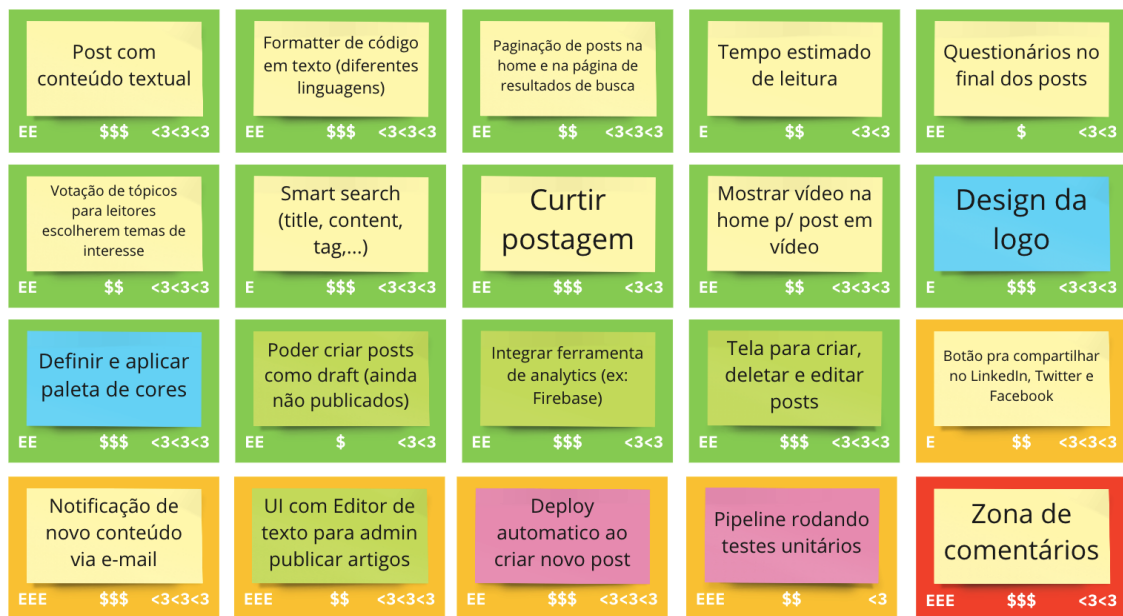 Post com
conteúdo textual
EE $$$ <3<3<3
Formatter de código
em texto (diferentes
linguagens)
EE $$$ <3<3<3
Paginação de posts na
home e na página de
resultados de busca
EE $$ <3<3<3
Tempo estimado
de leitura
E $$ <3<3
Questionários no
final dos posts
EE $ <3<3
Votação de tópicos
para leitores
escolherem temas de
interesse
EE $$ <3<3<3
Smart search
(title, content,
tag,...)
E $$$ <3<3<3
Curtir
postagem
EE $$$ <3<3<3
Mostrar vídeo na
home p/ post em
vídeo
EE $$ <3<3<3
Design da
logo
E $$$ <3<3<3
Definir e aplicar
paleta de cores
EE $$$ <3<3<3
Poder criar posts
como draft (ainda
não publicados)
EE $ <3<3
Integrar ferramenta
de analytics (ex:
Firebase)
EE $$$ <3<3
Tela para criar,
deletar e editar
posts
EE $$$ <3<3<3
Botão pra compartilhar
no LinkedIn, Twitter e
Facebook
E $$ <3<3<3
Notificação de
novo conteúdo
via e-mail
EEE $$$ <3<3<3
UI com Editor de
texto para admin
publicar artigos
EEE $$ <3<3<3
Deploy
automatico ao
criar novo post
EE $$$ <3<3<3
Pipeline rodando
testes unitários
EEE $$ <3
Zona de
comentários
EEE $$$ <3<3